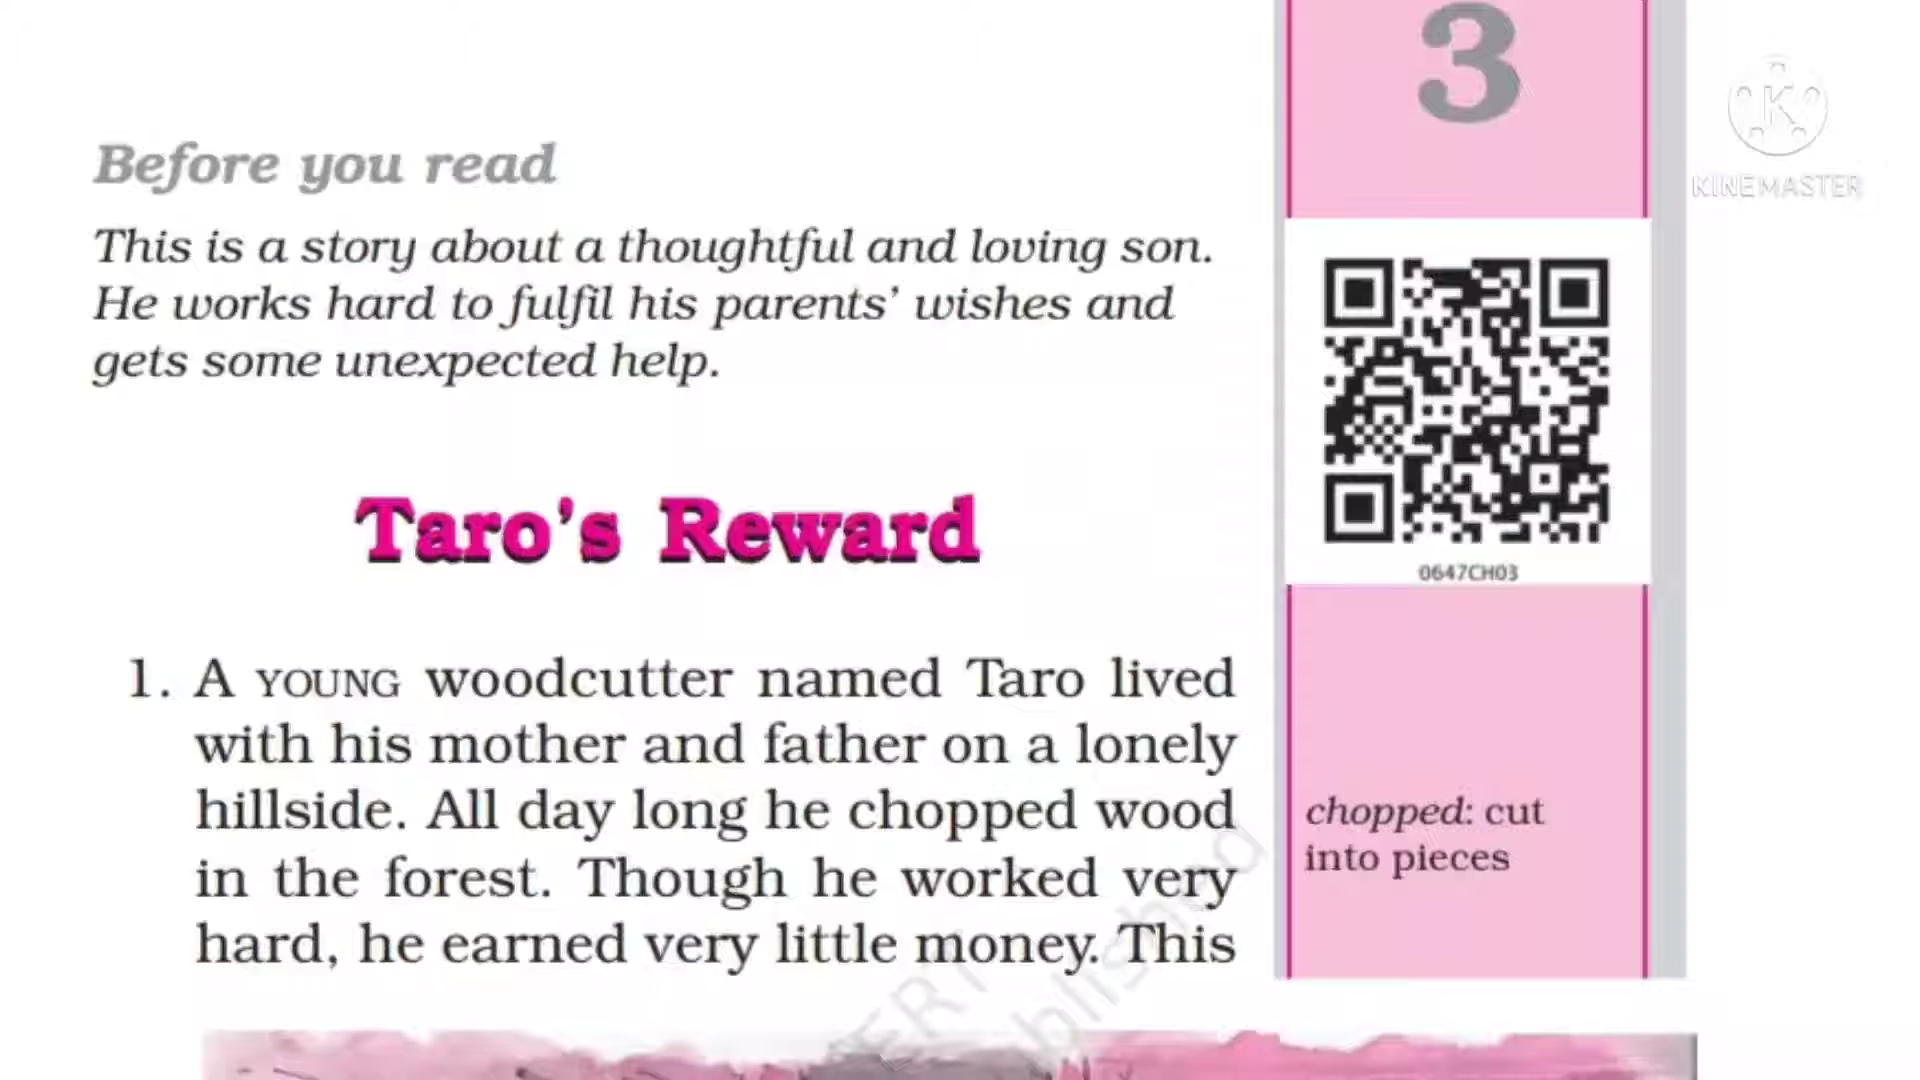 3
KINEMASTER
Before you read
This is a story about a thoughtful and loving son.
He works hard to fulfil his parents' wishes and
gets some unexpected help.
0647CH03
Taro's Reward
1. A YOUNG woodcutter named Taro lived
with his mother and father on a lonely
hillside. All day long he chopped wood
in the forest. Though he worked very
hard, he earned very little money. This
chopped: cut
into pieces